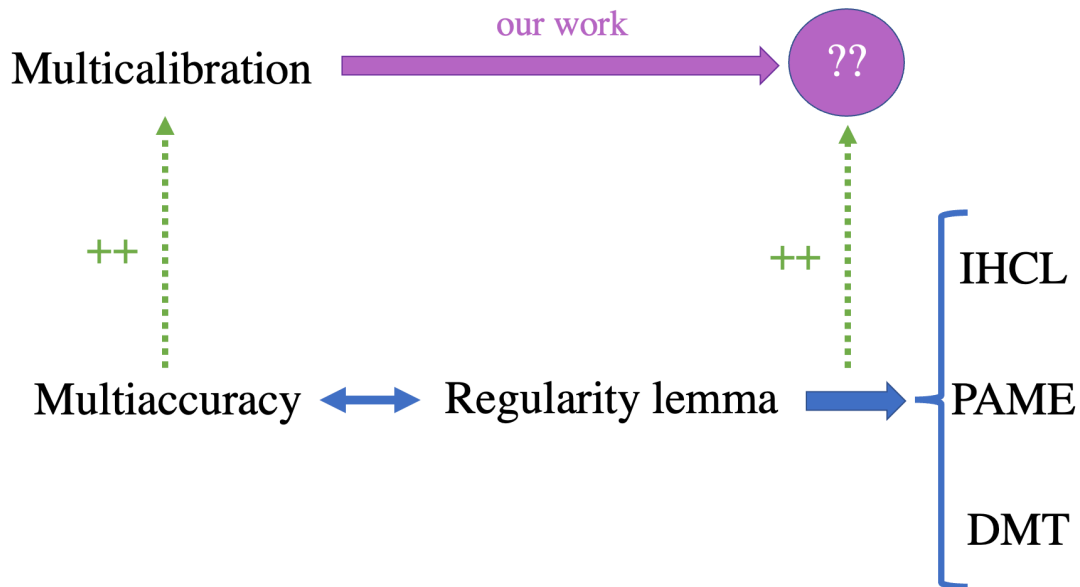 our work
Multicalibration
??
++
++
IHCL
Multiaccuracy
Regularity lemma
PAME
DMT